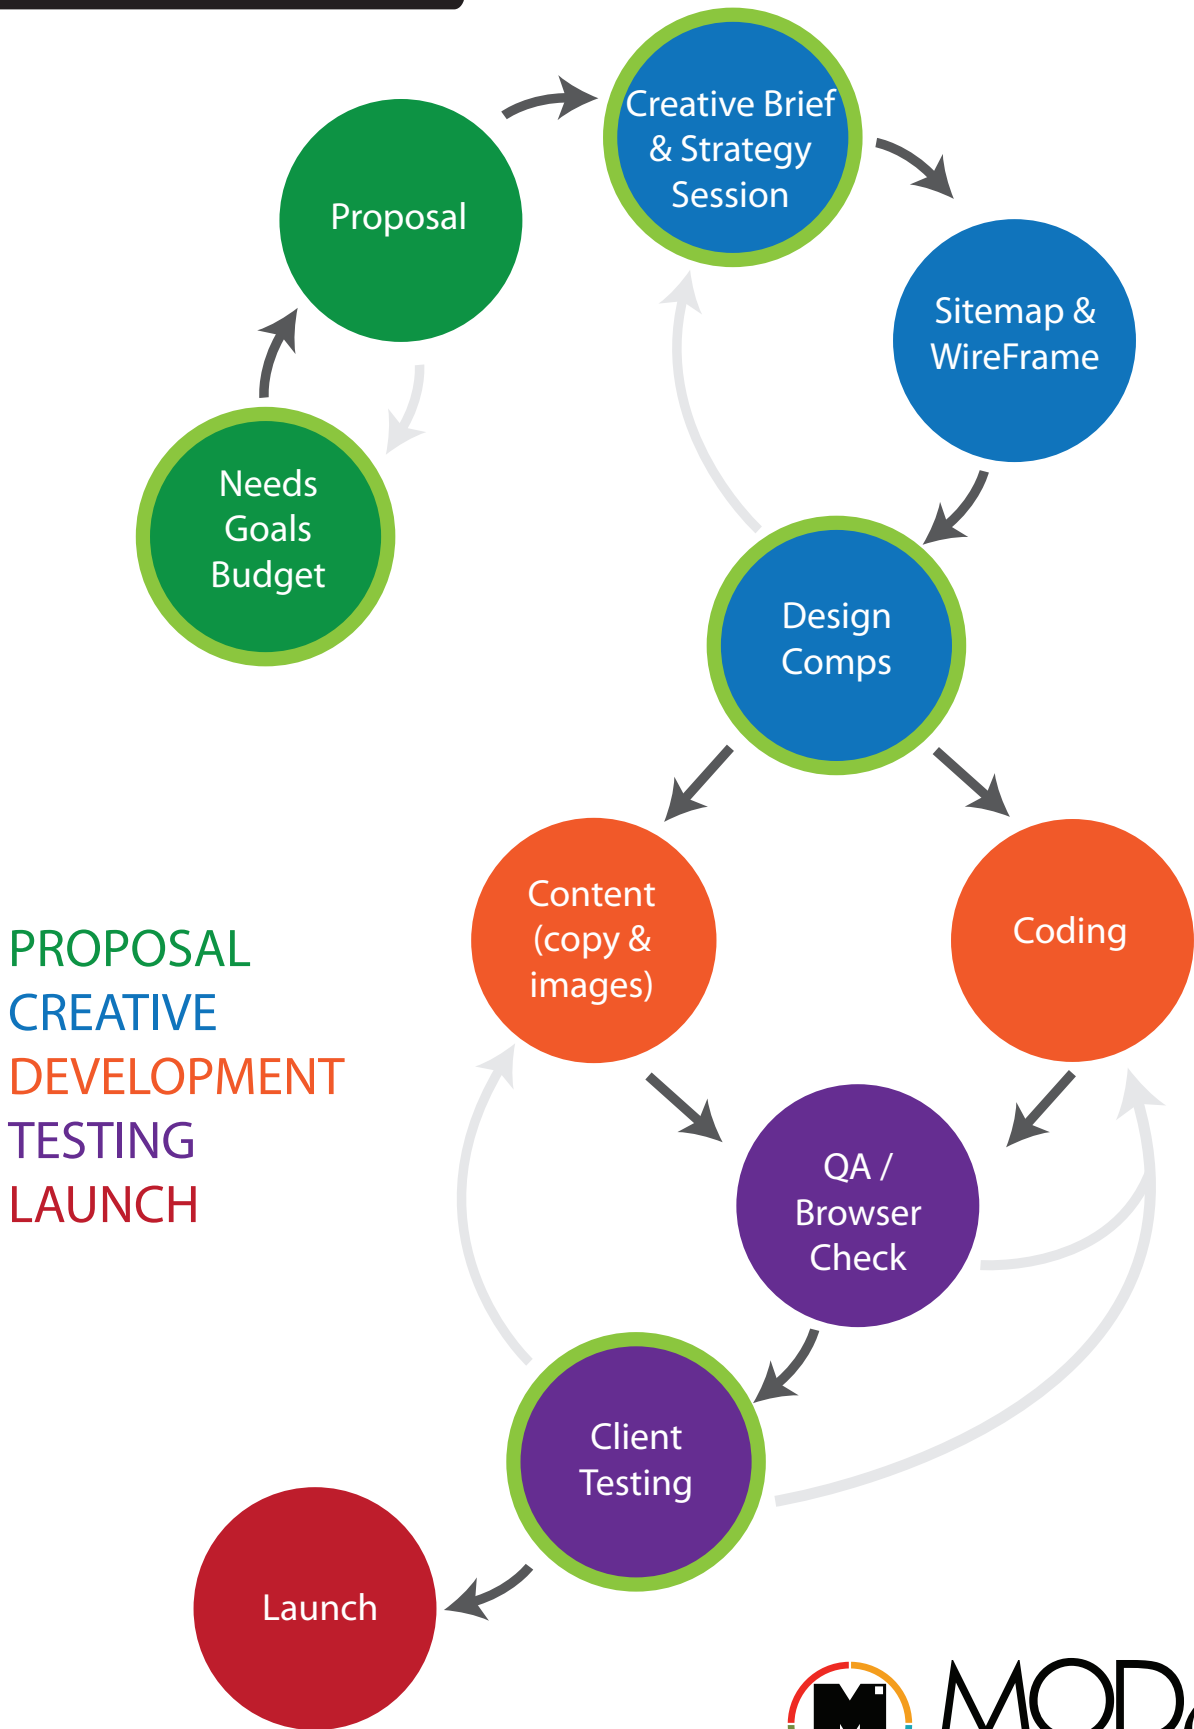 Creative Brief
& Strategy
Session
Proposal
Sitemap &
WireFrame
Needs
Goals
Budget
Design
Comps
Content
(copy &
images)
Coding
PROPOSAL
CREATIVE
DEVELOPMENT
TESTING
LAUNCH
QA /
Browser
Check
Client
Testing
Launch
M
MOD